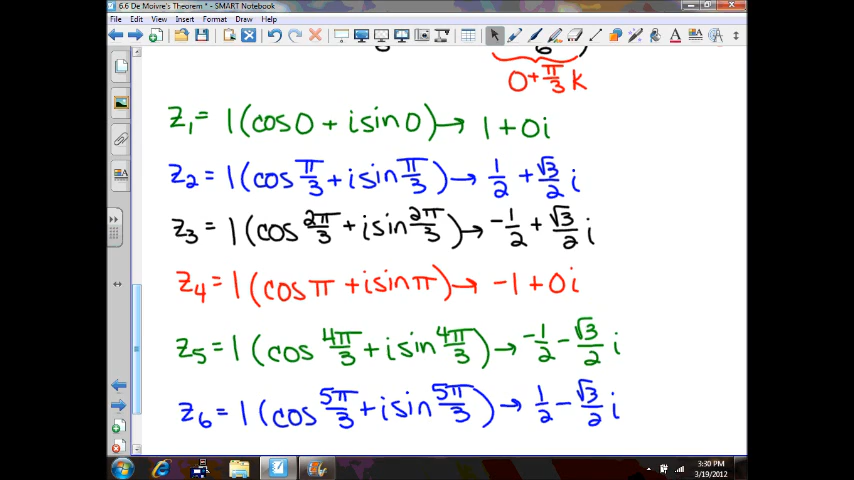 6.6 De Moivre's Theorem * - SMART Notebook
File Edit View Insert Format Draw Help
6
0 + π/3 k
z₁ = 1(cos 0 + i sin 0) → 1 + 0i
z₂ = 1(cos π/3 + i sin π/3) → 1/2 + √3/2 i
z₃ = 1(cos 2π/3 + i sin 2π/3) → -1/2 + √3/2 i
z₄ = 1(cos π + i sin π) → -1 + 0i
z₅ = 1(cos 4π/3 + i sin 4π/3) → -1/2 - √3/2 i
z₆ = 1(cos 5π/3 + i sin 5π/3) → 1/2 - √3/2 i
3:30 PM
3/19/2012